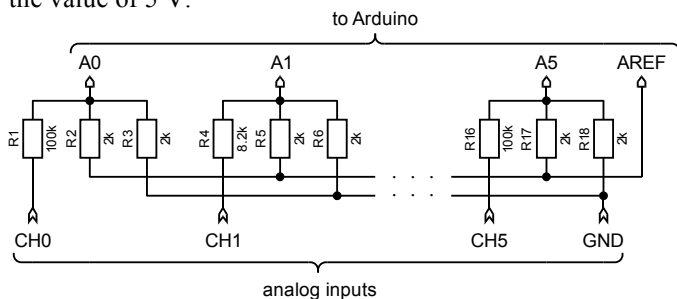 the value of 5 V.
to Arduino
A0 A1 A5 AREF
R1 100k R2 2k R3 2k R4 8.2k R5 2k R6 2k R16 100k R17 2k R18 2k
. . .
. . .
CH0 CH1 CH5 GND
analog inputs